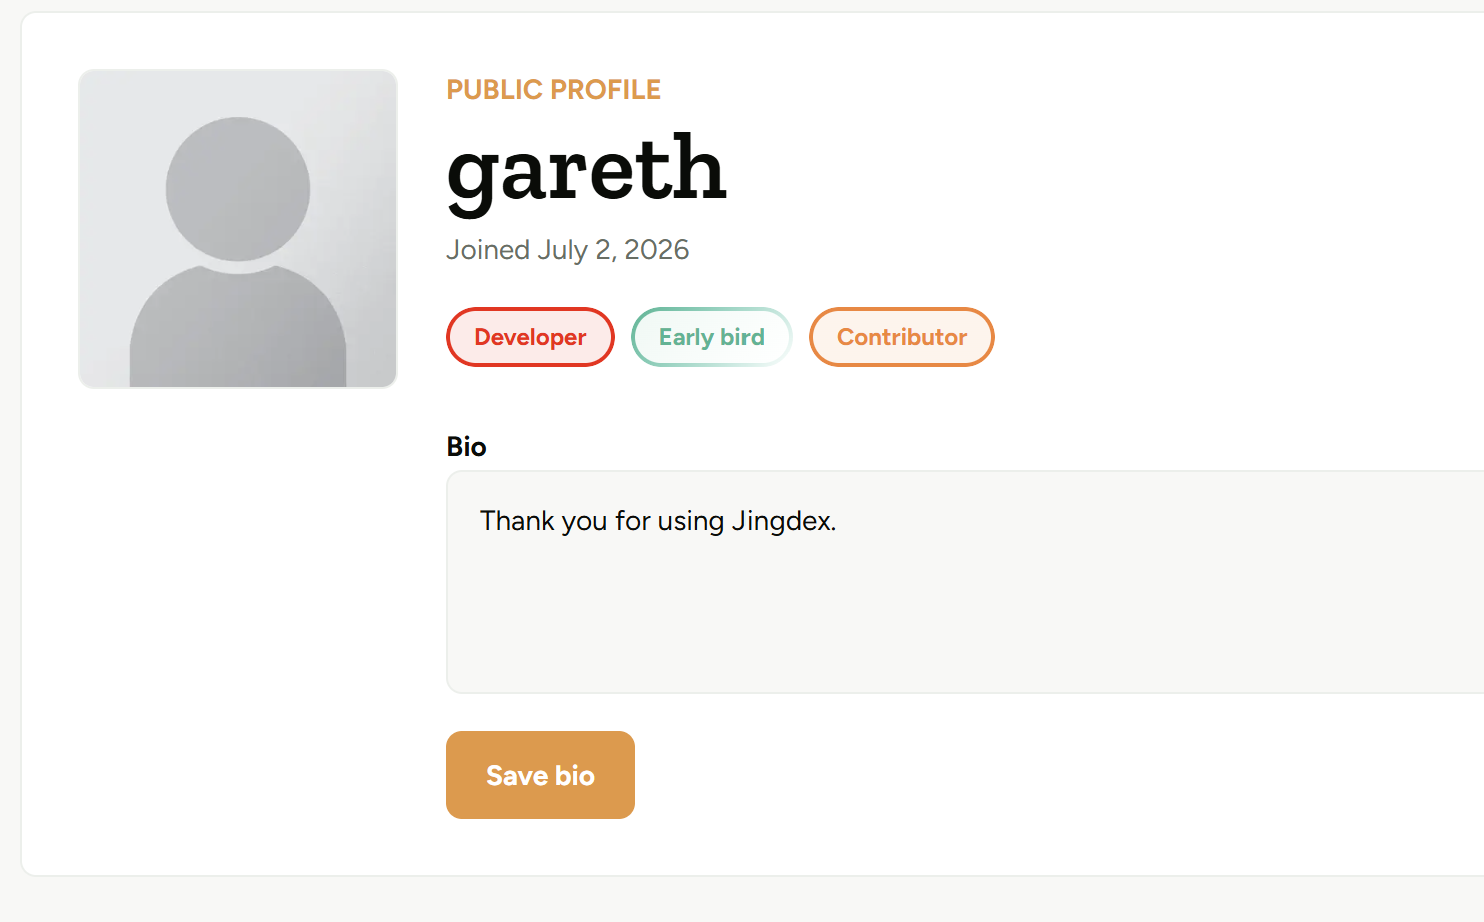 PUBLIC PROFILE
gareth
Joined July 2, 2026
Developer Early bird Contributor
Bio
Thank you for using Jingdex.
Save bio